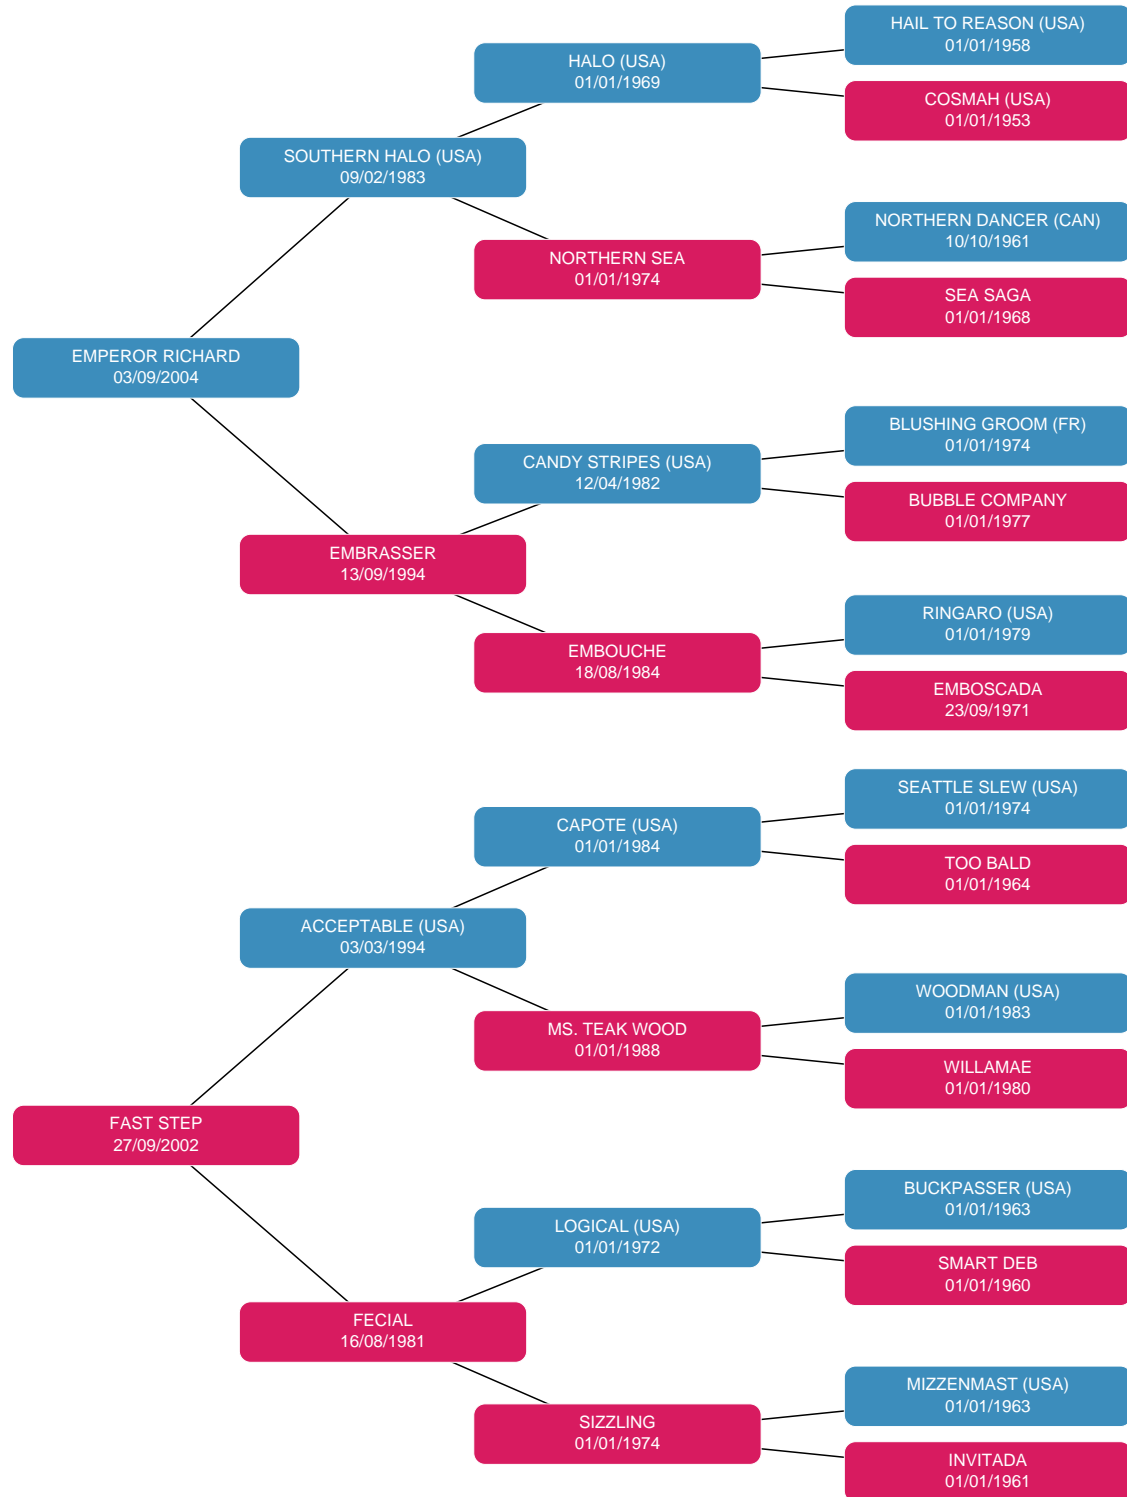 HAIL TO REASON (USA)
01/01/1958
HALO (USA)
01/01/1969
COSMAH (USA)
01/01/1953
SOUTHERN HALO (USA)
09/02/1983
NORTHERN DANCER (CAN)
10/10/1961
NORTHERN SEA
01/01/1974
SEA SAGA
01/01/1968
EMPEROR RICHARD
03/09/2004
BLUSHING GROOM (FR)
01/01/1974
CANDY STRIPES (USA)
12/04/1982
BUBBLE COMPANY
01/01/1977
EMBRASSER
13/09/1994
RINGARO (USA)
01/01/1979
EMBOUCHE
18/08/1984
EMBOSCADA
23/09/1971
SEATTLE SLEW (USA)
01/01/1974
CAPOTE (USA)
01/01/1984
TOO BALD
01/01/1964
ACCEPTABLE (USA)
03/03/1994
WOODMAN (USA)
01/01/1983
MS. TEAK WOOD
01/01/1988
WILLAMAE
01/01/1980
FAST STEP
27/09/2002
BUCKPASSER (USA)
01/01/1963
LOGICAL (USA)
01/01/1972
SMART DEB
01/01/1960
FECIAL
16/08/1981
MIZZENMAST (USA)
01/01/1963
SIZZLING
01/01/1974
INVITADA
01/01/1961